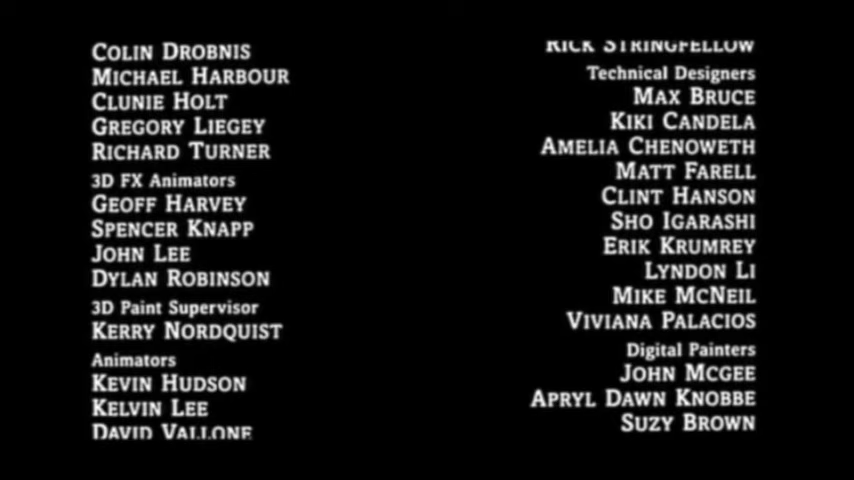 COLIN DROBNIS
MICHAEL HARBOUR
CLUNIE HOLT
GREGORY LIEGEY
RICHARD TURNER
3D FX Animators
GEOFF HARVEY
SPENCER KNAPP
JOHN LEE
DYLAN ROBINSON
3D Paint Supervisor
KERRY NORDQUIST
Animators
KEVIN HUDSON
KELVIN LEE
DAVID VALLONE
RICK STRINGFELLOW
Technical Designers
MAX BRUCE
KIKI CANDELA
AMELIA CHENOWETH
MATT FARELL
CLINT HANSON
SHO IGARASHI
ERIK KRUMREY
LYNDON LI
MIKE MCNEIL
VIVIANA PALACIOS
Digital Painters
JOHN MCGEE
APRYL DAWN KNOBBE
SUZY BROWN